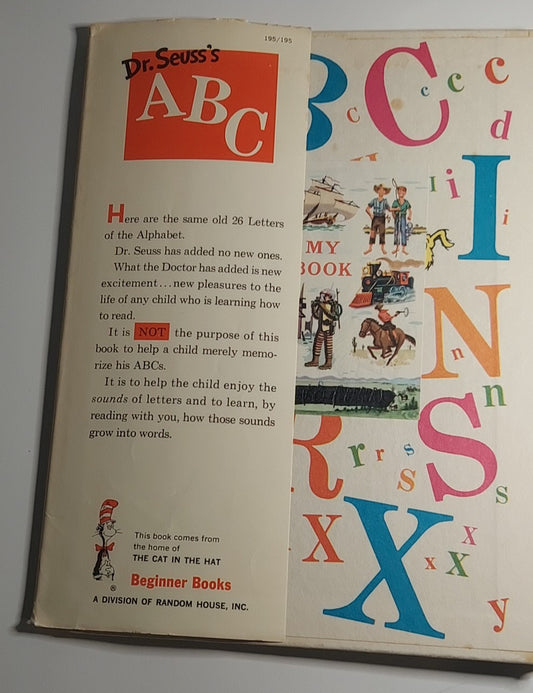 195/195
Dr. Seuss's
ABC
Here are the same old 26 Letters
of the Alphabet.
Dr. Seuss has added no new ones.
What the Doctor has added is new
excitement...new pleasures to the
life of any child who is learning how
to read.
It is NOT the purpose of this
book to help a child merely memo-
rize his ABCs.
It is to help the child enjoy the
sounds of letters and to learn, by
reading with you, how those sounds
grow into words.
This book comes from
the home of
THE CAT IN THE HAT
®
Beginner Books
A DIVISION OF RANDOM HOUSE, INC.
B C c c c c
d
I i I i
MY
BOOK
N n n
R r r s s S s
X X x x X
y